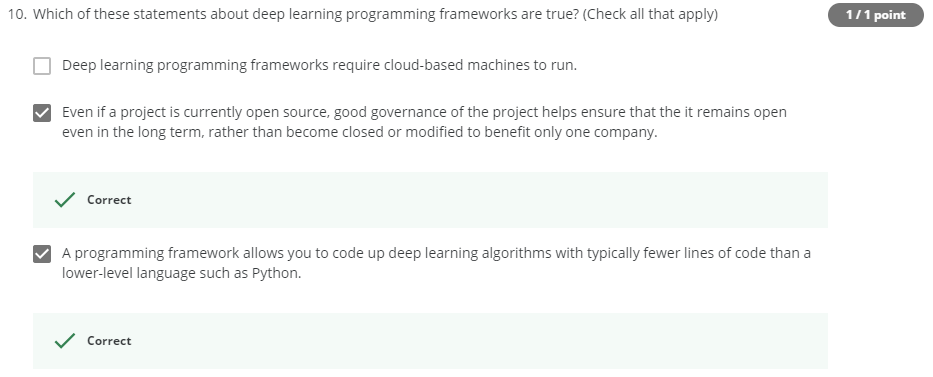 10. Which of these statements about deep learning programming frameworks are true? (Check all that apply)
1 / 1 point
Deep learning programming frameworks require cloud-based machines to run.
Even if a project is currently open source, good governance of the project helps ensure that the it remains open
even in the long term, rather than become closed or modified to benefit only one company.
Correct
A programming framework allows you to code up deep learning algorithms with typically fewer lines of code than a
lower-level language such as Python.
Correct